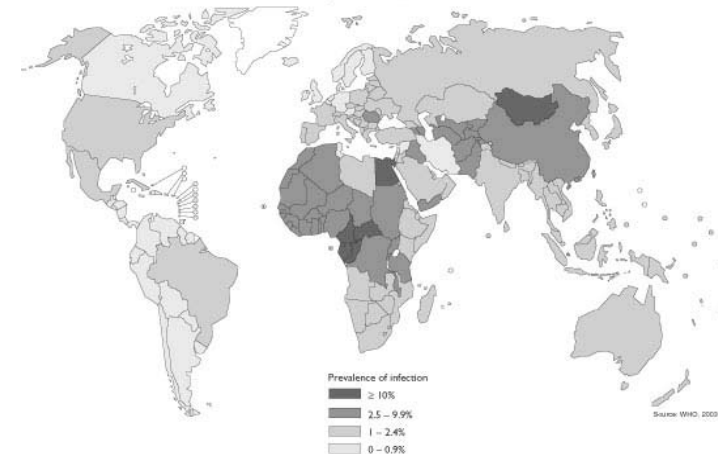 Prevalence of infection
≥ 10%
2.5 – 9.9%
1 – 2.4%
0 – 0.9%
Source: WHO, 2003